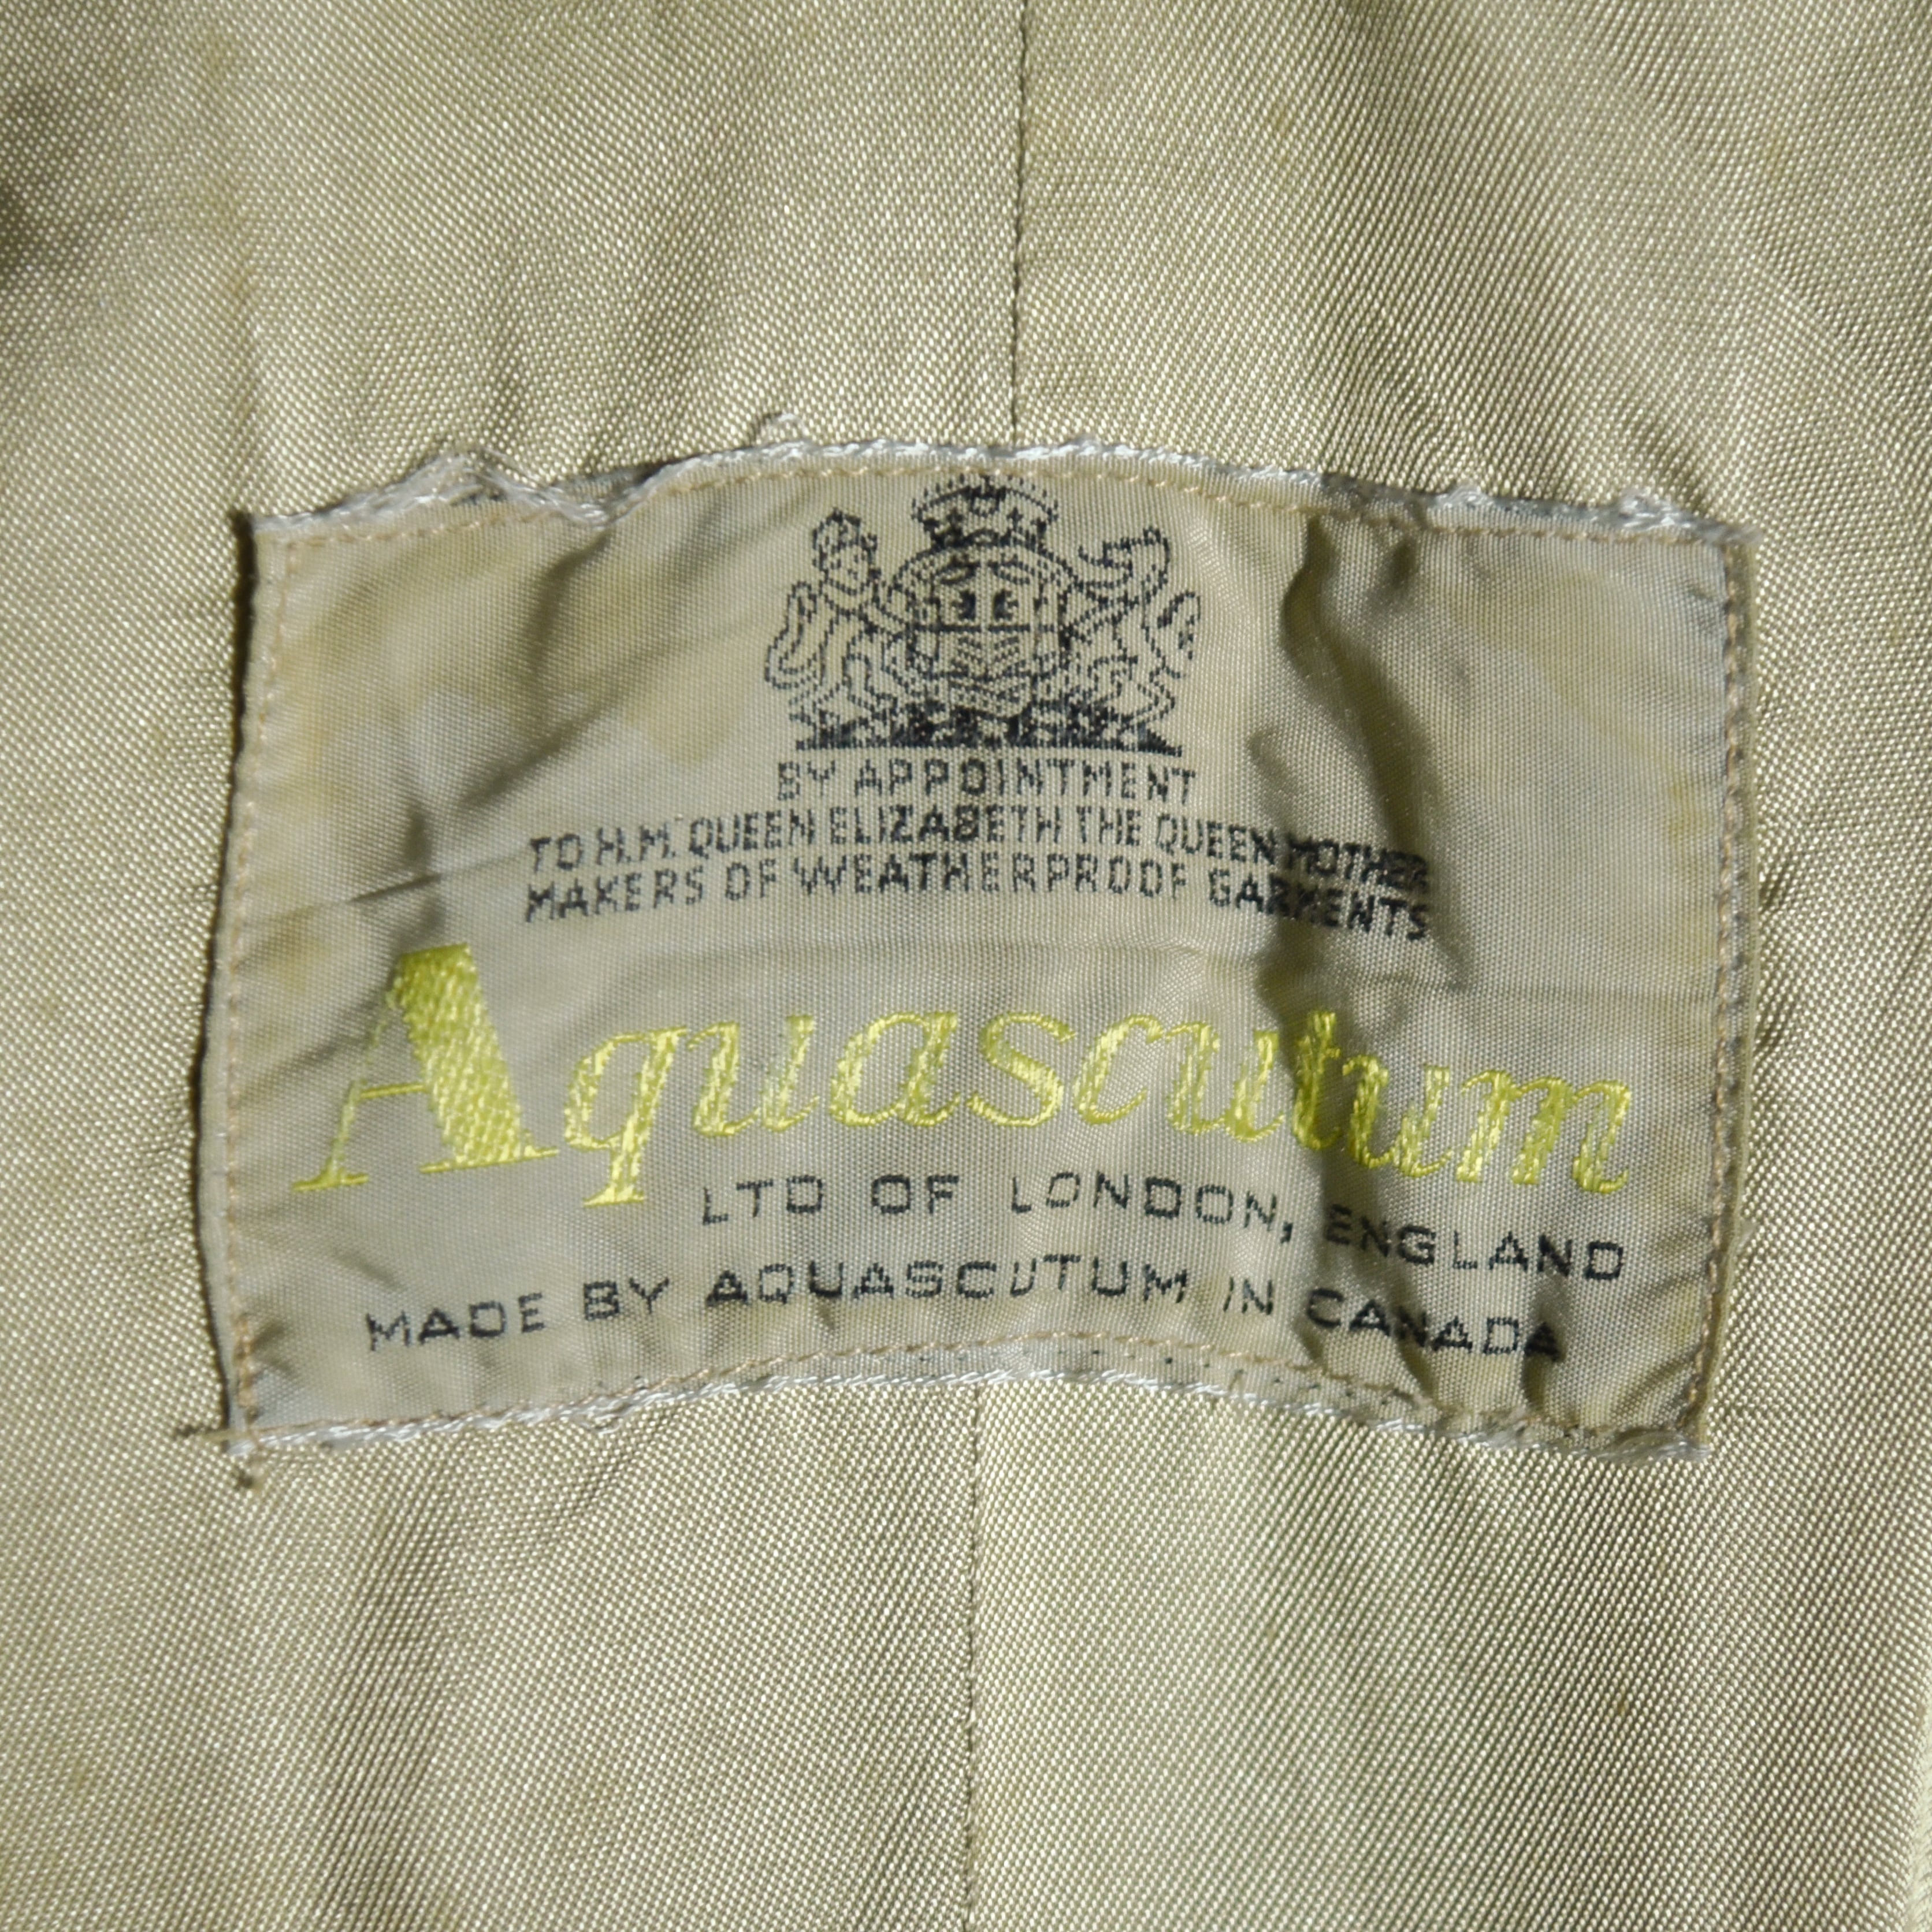 BY APPOINTMENT
TO H.M. QUEEN ELIZABETH THE QUEEN MOTHER
MAKERS OF WEATHERPROOF GARMENTS
Aquascutum
LTD OF LONDON, ENGLAND
MADE BY AQUASCUTUM IN CANADA